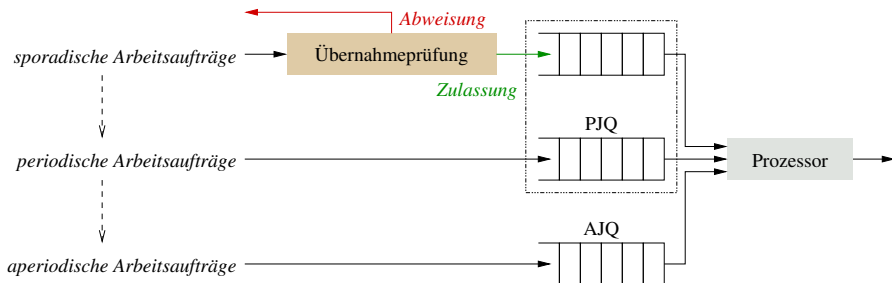 Abweisung
sporadische Arbeitsaufträge
Übernahmeprüfung
Zulassung
PJQ
periodische Arbeitsaufträge
Prozessor
AJQ
aperiodische Arbeitsaufträge